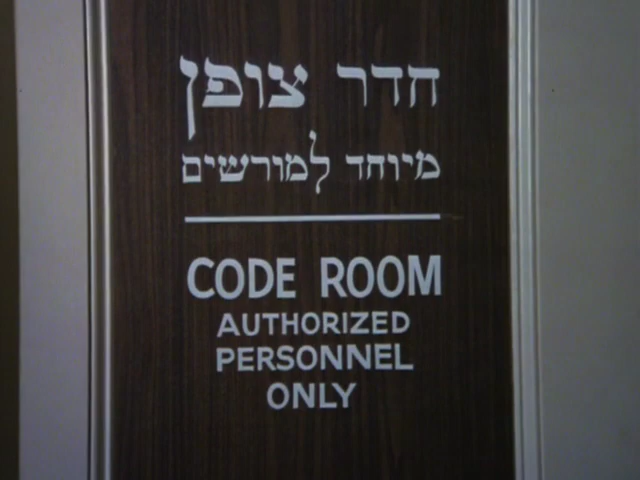 חדר צופן
מיוחד למורשים
CODE ROOM
AUTHORIZED
PERSONNEL
ONLY